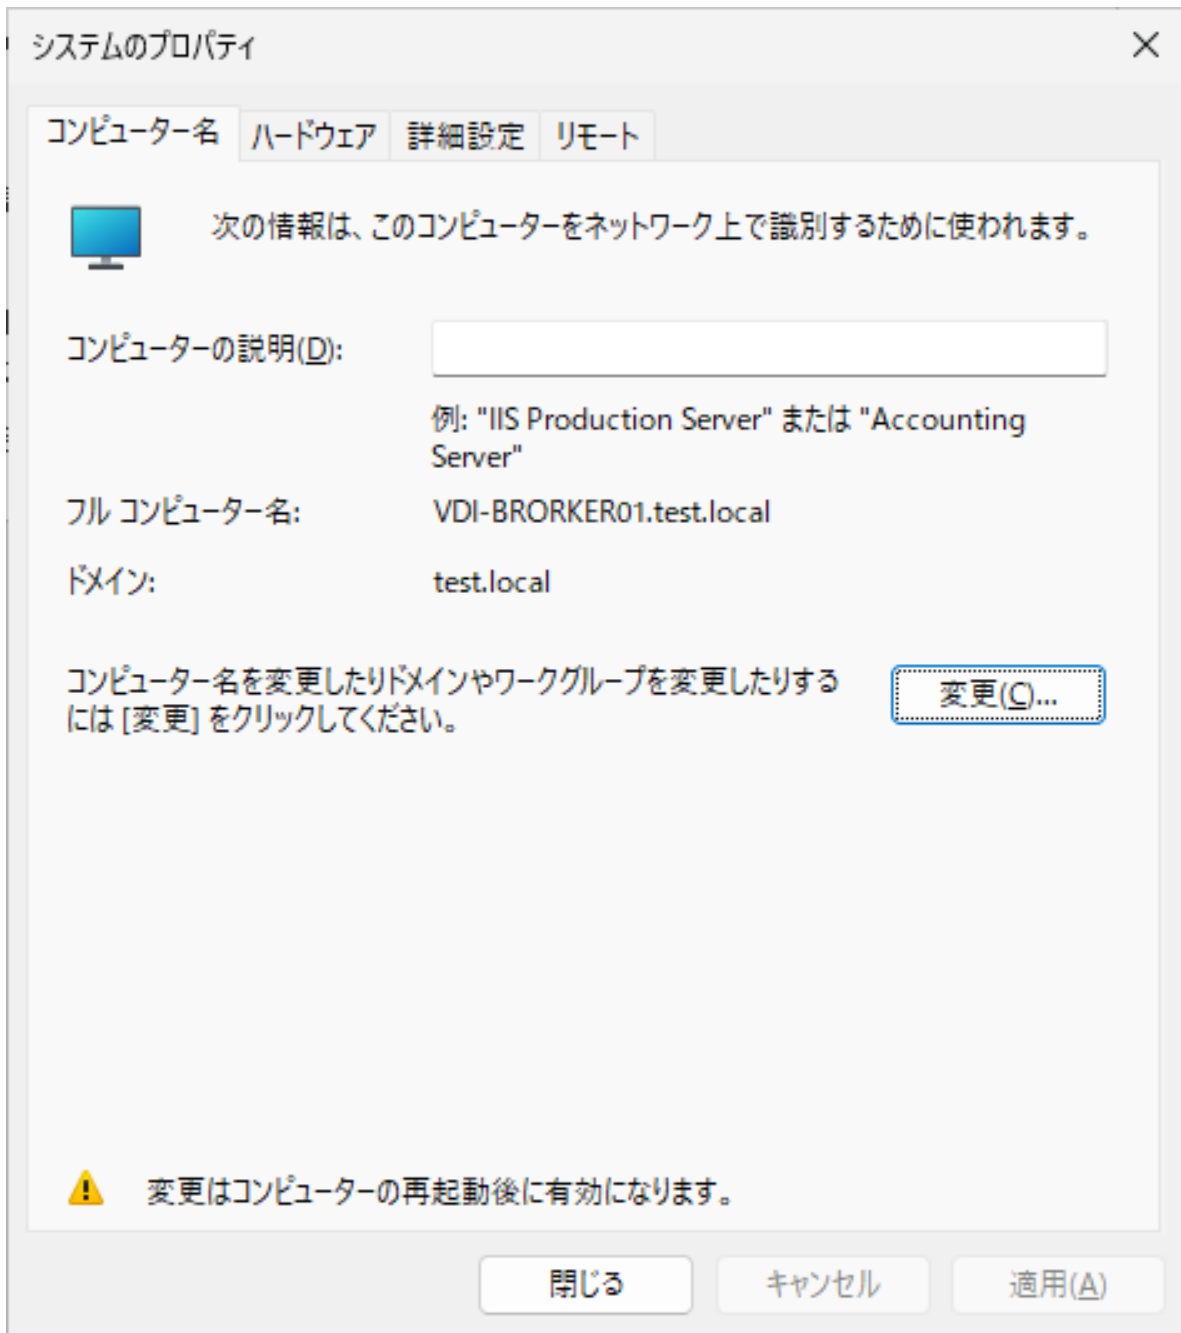 システムのプロパティ
コンピューター名 ハードウェア 詳細設定 リモート
次の情報は、このコンピューターをネットワーク上で識別するために使われます。
コンピューターの説明(D):
例: "IIS Production Server" または "Accounting
Server"
フル コンピューター名: VDI-BRORKER01.test.local
ドメイン: test.local
コンピューター名を変更したりドメインやワークグループを変更したりする
には [変更] をクリックしてください。
変更(C)...
変更はコンピューターの再起動後に有効になります。
閉じる キャンセル 適用(A)